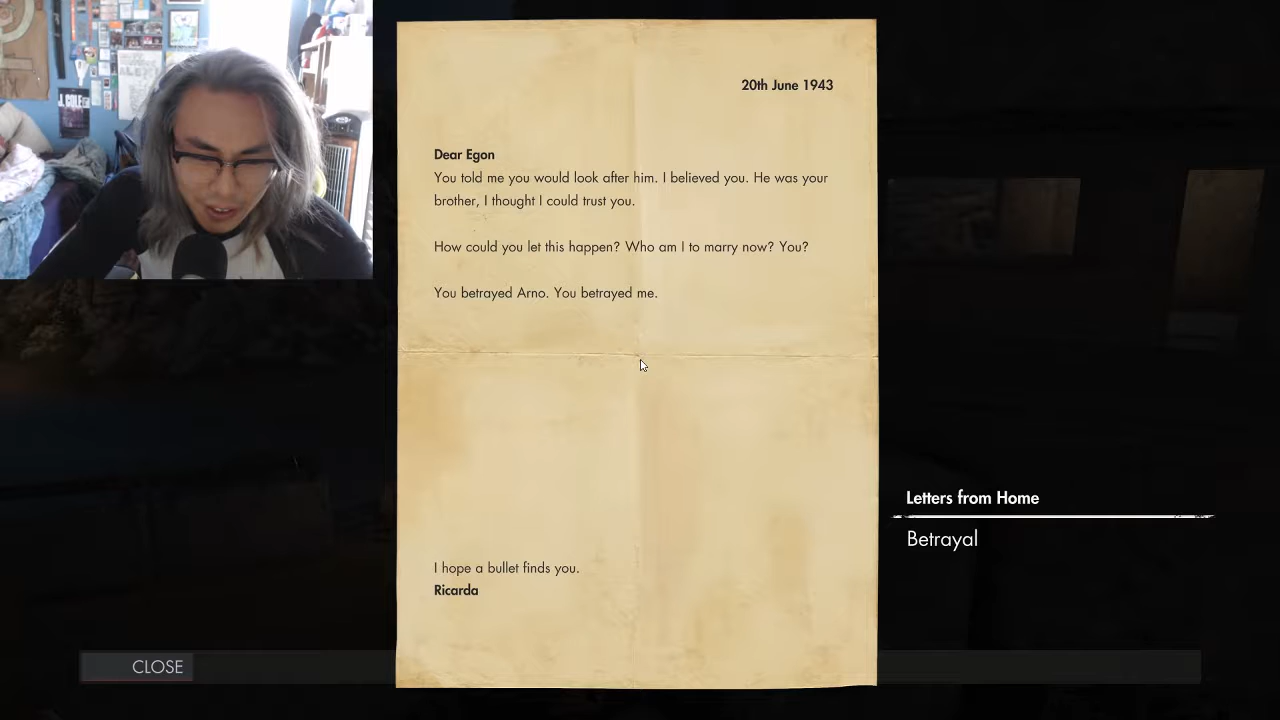 J. COLE
20th June 1943
Dear Egon
You told me you would look after him. I believed you. He was your
brother, I thought I could trust you.
How could you let this happen? Who am I to marry now? You?
You betrayed Arno. You betrayed me.
I hope a bullet finds you.
Ricarda
Letters from Home
Betrayal
CLOSE